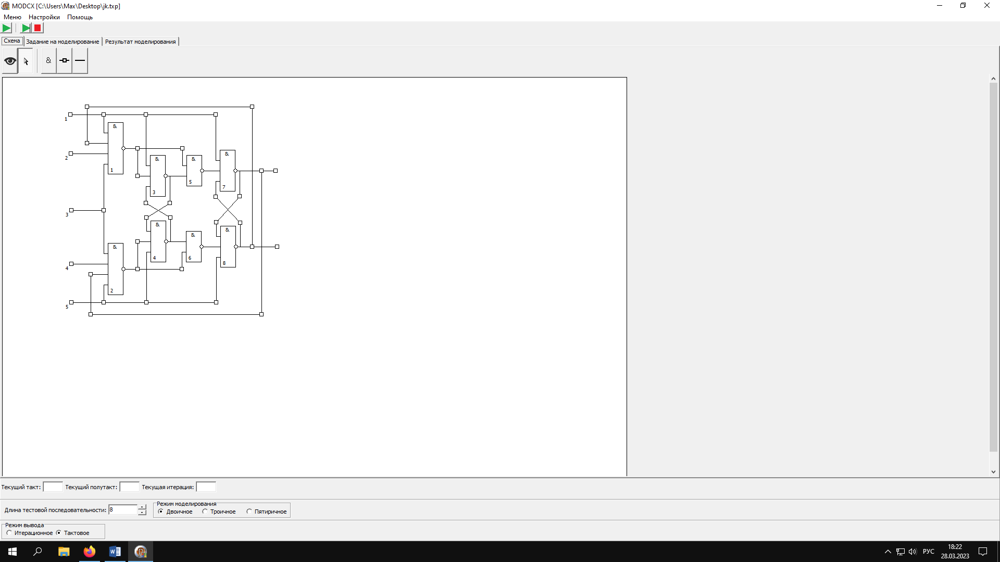 MODCX [C:\Users\Max\Desktop\jk.txp]
Меню Настройки Помощь
Схема Задание на моделирование Результат моделирования
&
1
&
2
1
&
&
&
3
5
7
3
&
&
&
4
6
8
4
&
2
5
Текущий такт: Текущий полутакт: Текущая итерация:
Длина тестовой последовательности: 8
Режим моделирования
Двоичное Троичное Пятиричное
Режим вывода
Итерационное Тактовое
РУС
18:22
28.03.2023